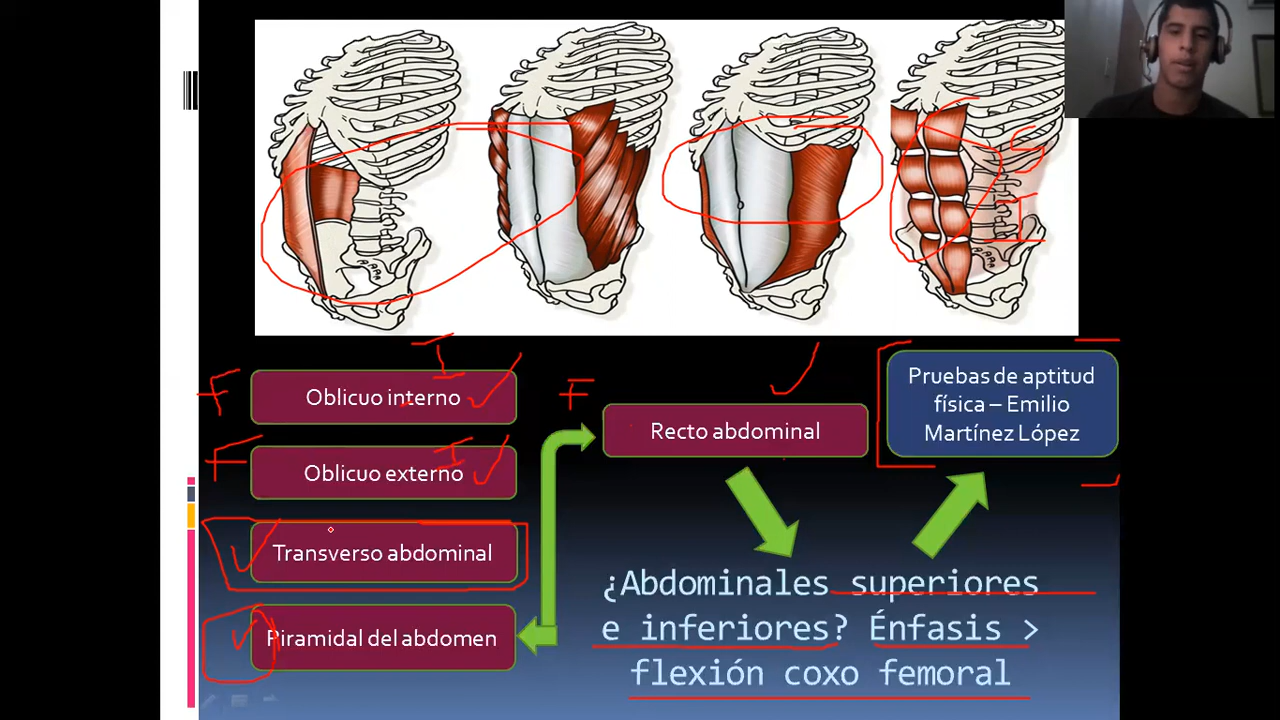 I
F
Oblicuo interno
F
I
Oblicuo externo
Transverso abdominal
Piramidal del abdomen
F
Recto abdominal
Pruebas de aptitud
física – Emilio
Martínez López
¿Abdominales superiores
e inferiores? Énfasis >
flexión coxo femoral
S
I